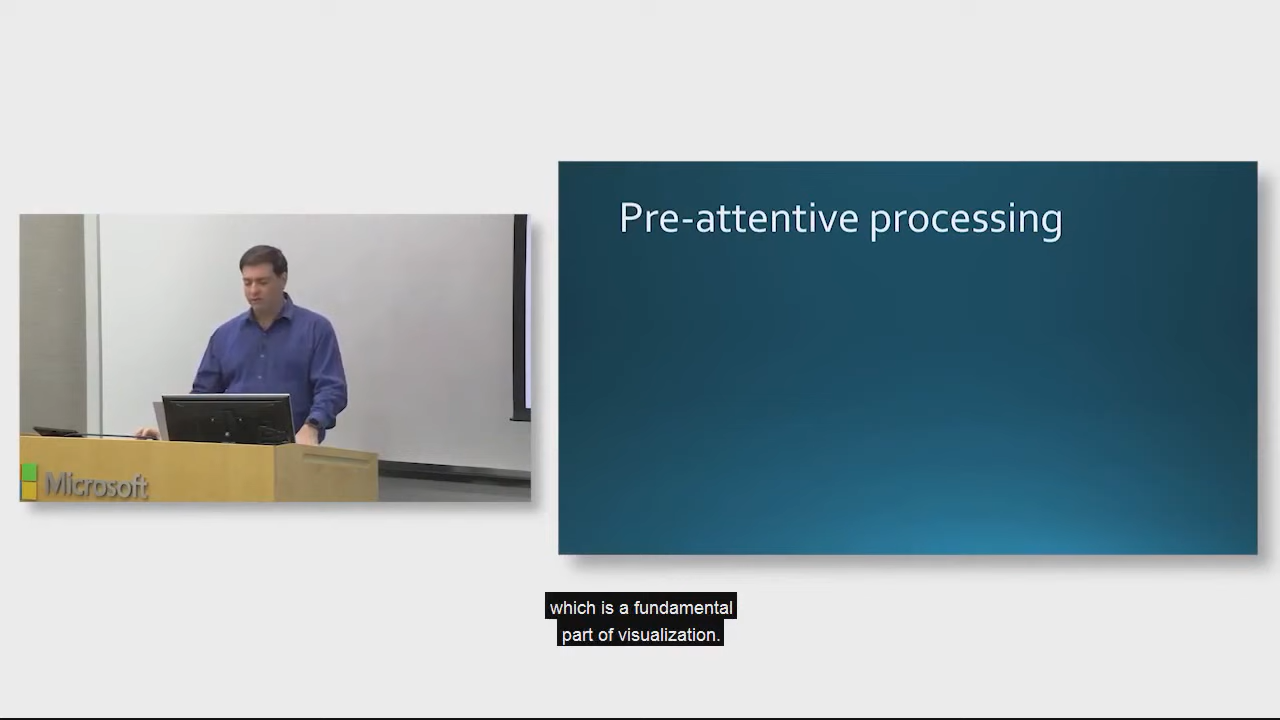 Pre-attentive processing
Microsoft
which is a fundamental
part of visualization.